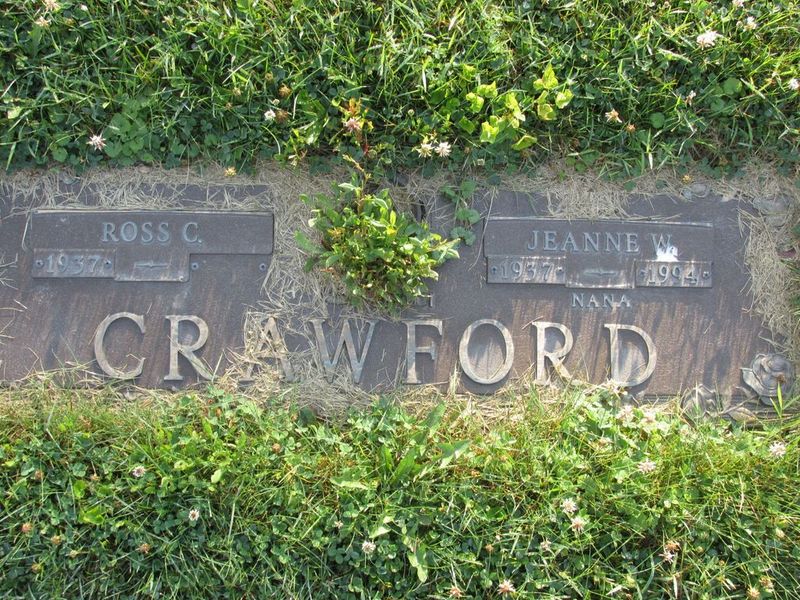 ROSS C.
1937 –
JEANNE W.
1937 – 1994
NANA
CRAWFORD